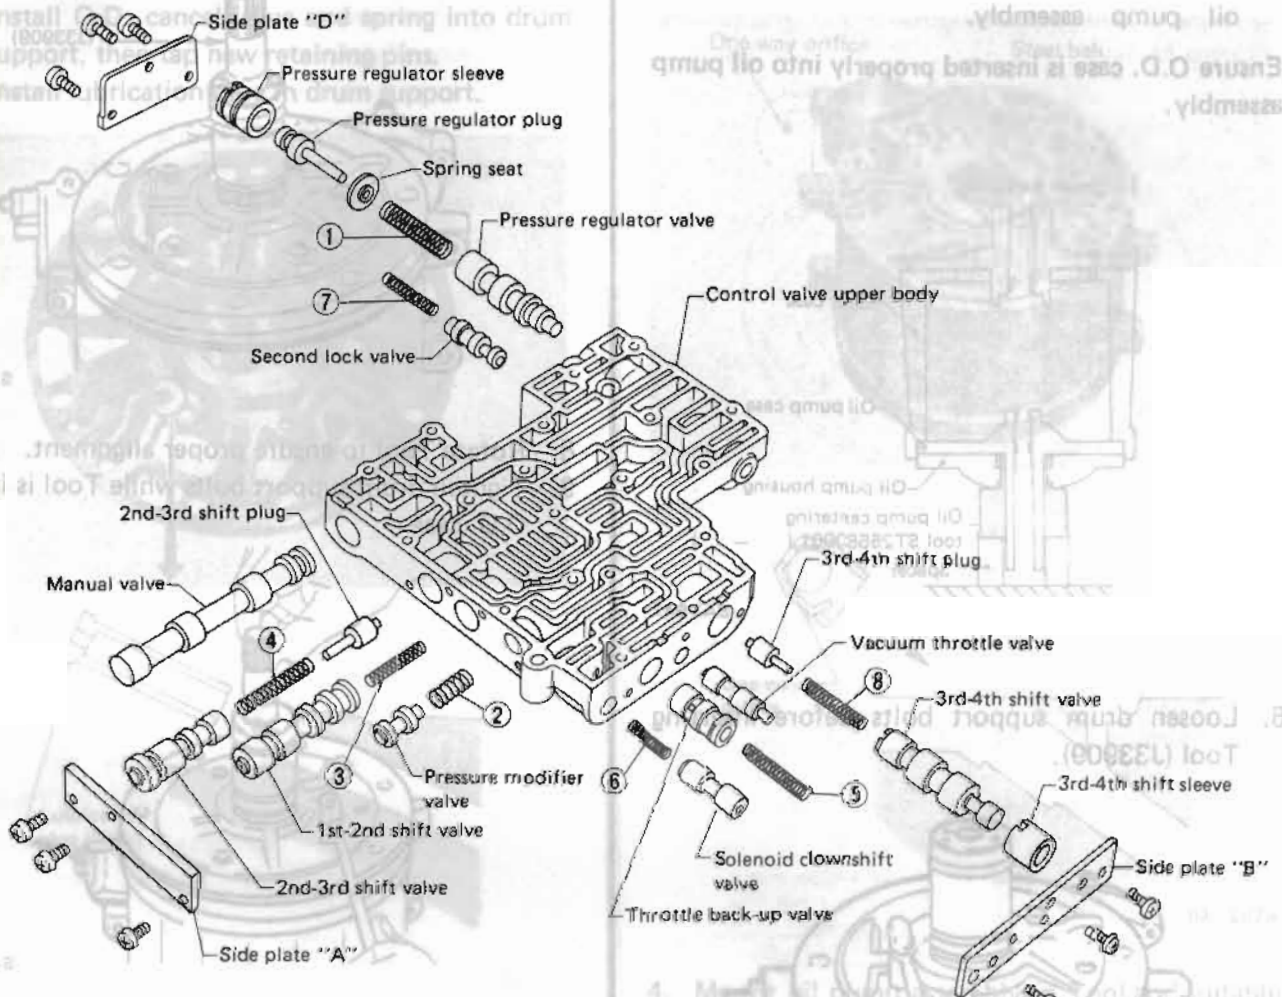 Side plate "D"
Pressure regulator sleeve
Pressure regulator plug
Spring seat
1
Pressure regulator valve
7
Control valve upper body
Second lock valve
2nd-3rd shift plug
Manual valve
3rd-4th shift plug
4
Vacuum throttle valve
8
3rd-4th shift valve
2
3
Pressure modifier
valve
6
5
3rd-4th shift sleeve
1st-2nd shift valve
Solenoid clownshift
valve
Side plate "B"
2nd-3rd shift valve
Throttle back-up valve
Side plate "A"
oil pump assembly.
Ensure O.D. case is inserted properly into oil pump
assembly.
Oil pump case
Oil pump housing
Oil pump centering
5. Loosen drum support bolts before
Tool (J33909).